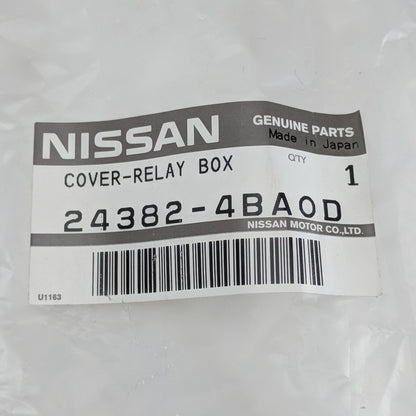 NISSAN
GENUINE PARTS
Made in Japan
COVER-RELAY BOX
Q'TY
1
24382-4BA0D
NISSAN MOTOR CO.,LTD.
U1163